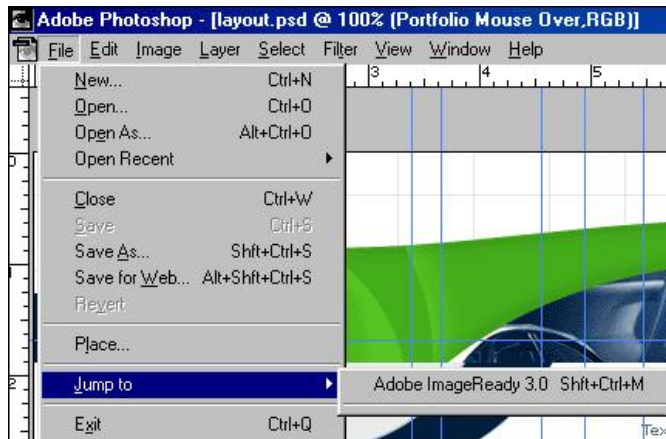 Adobe Photoshop - [layout.psd @ 100% (Portfolio Mouse Over,RGB)]
File Edit Image Layer Select Filter View Window Help
3 4 5
New... Ctrl+N
Open... Ctrl+O
Open As... Alt+Ctrl+O
Open Recent
0
Close Ctrl+W
Save Ctrl+S
Save As... Shft+Ctrl+S
Save for Web... Alt+Shft+Ctrl+S
Revert
Place...
2
Jump to Adobe ImageReady 3.0 Shft+Ctrl+M
Exit Ctrl+Q
Tex